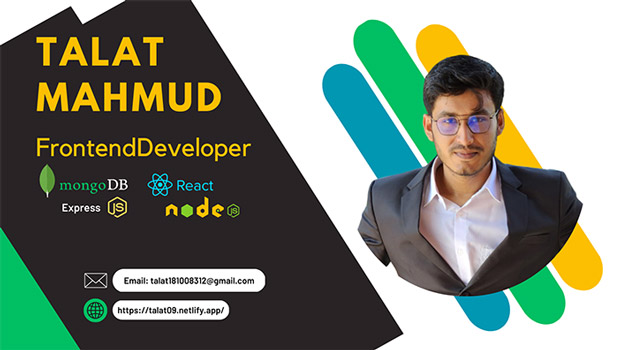 TALAT
MAHMUD
FrontendDeveloper
mongoDB React
Express JS node JS
Email: talat181008312@gmail.com
https://talat09.netlify.app/